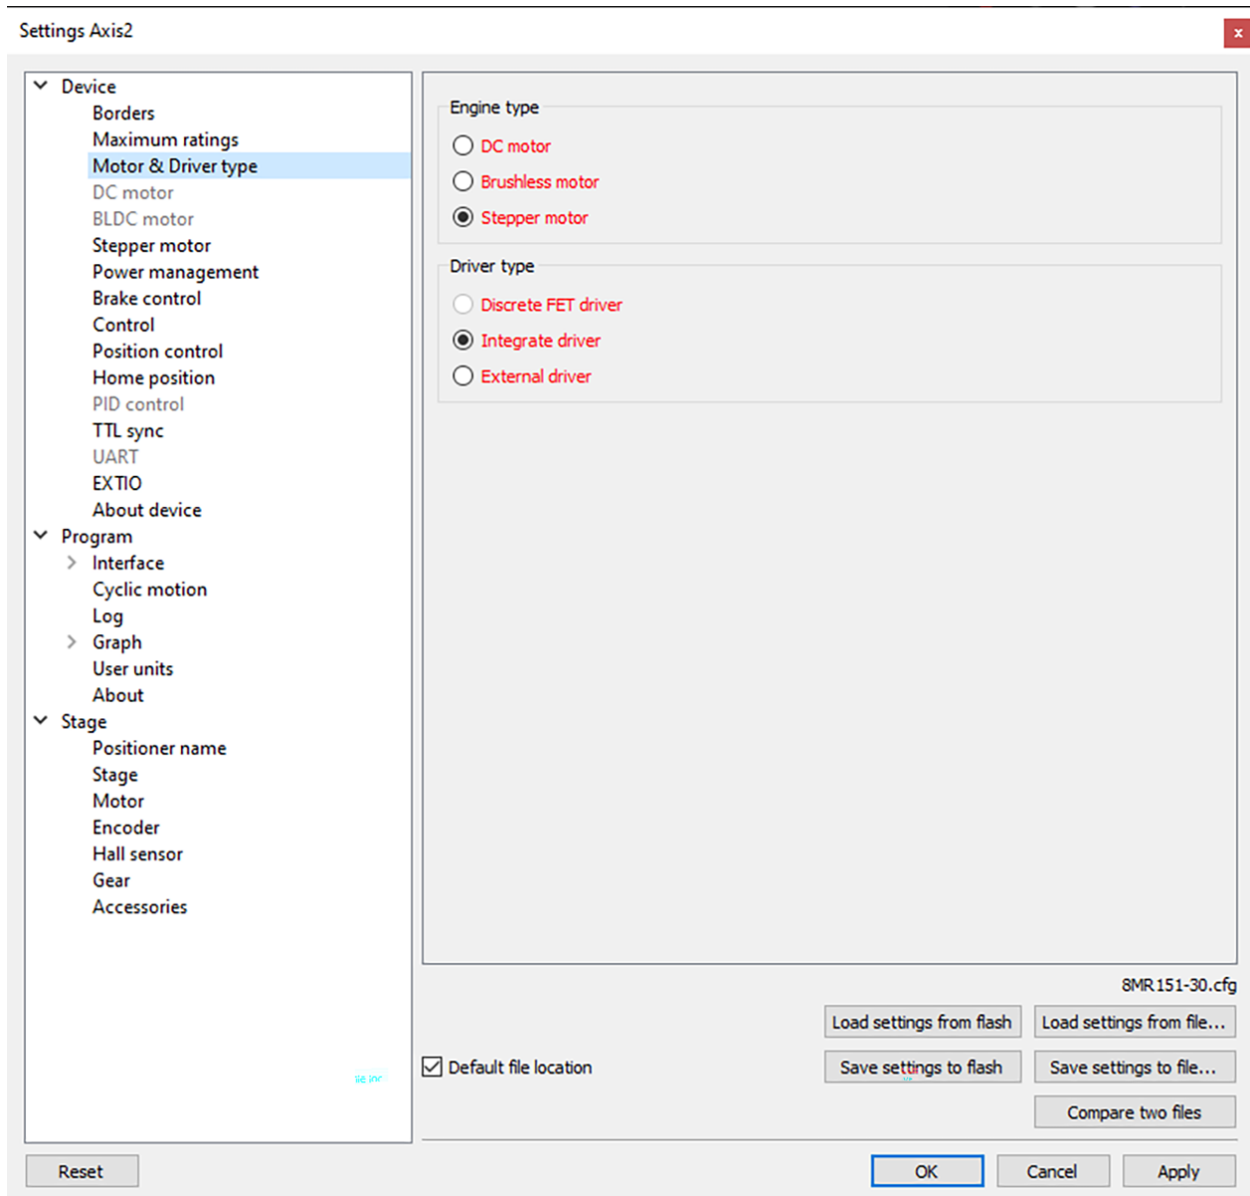 Settings Axis2
x
Device
Borders
Maximum ratings
Motor & Driver type
DC motor
BLDC motor
Stepper motor
Power management
Brake control
Control
Position control
Home position
PID control
TTL sync
UART
EXTIO
About device
Program
Interface
Cyclic motion
Log
Graph
User units
About
Stage
Positioner name
Stage
Motor
Encoder
Hall sensor
Gear
Accessories
Engine type
DC motor
Brushless motor
Stepper motor
Driver type
Discrete FET driver
Integrate driver
External driver
8MR151-30.cfg
Load settings from flash Load settings from file...
Default file location Save settings to flash Save settings to file...
Compare two files
Reset OK Cancel Apply